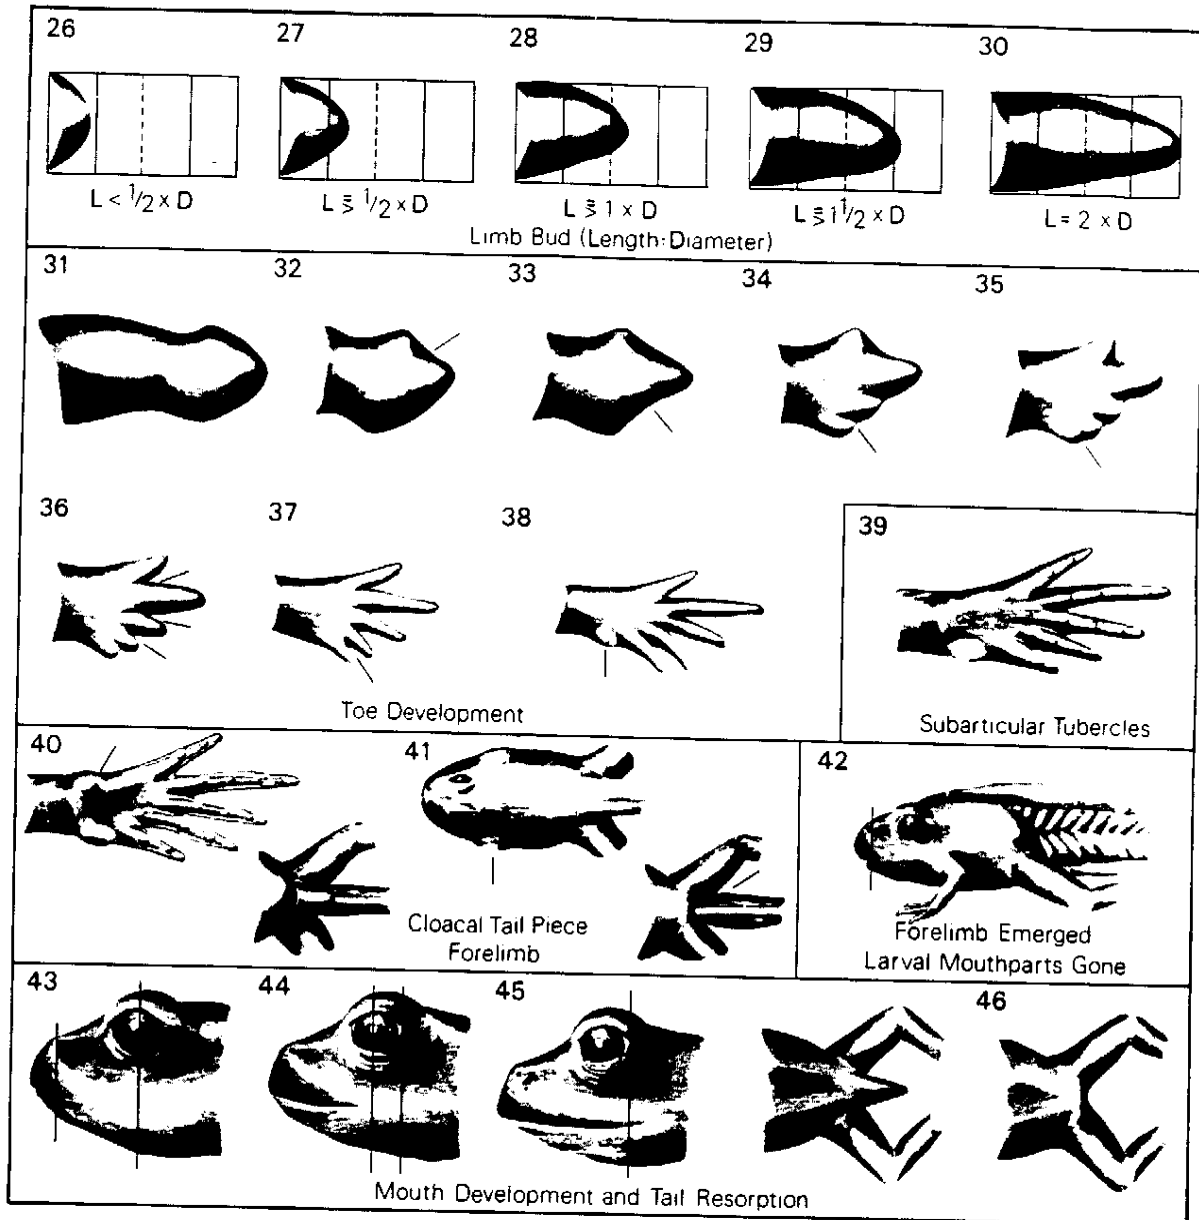 26 27 28 29 30
L < 1/2 x D L ⋝ 1/2 x D L ⋝ 1 x D L ⋝ 1 1/2 x D L = 2 x D
Limb Bud (Length:Diameter)
31 32 33 34 35
36 37 38 39
Toe Development
Subarticular Tubercles
40 41 42
Cloacal Tail Piece
Forelimb
Forelimb Emerged
Larval Mouthparts Gone
43 44 45 46
Mouth Development and Tail Resorption